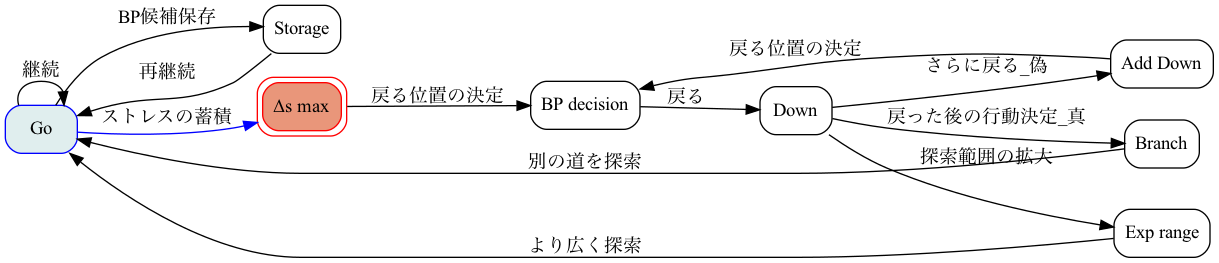 BP候補保存
Storage
継続
再継続
Go
ストレスの蓄積
Δs max
戻る位置の決定
BP decision
戻る
Down
戻る位置の決定
さらに戻る_偽
Add Down
戻った後の行動決定_真
Branch
別の道を探索
探索範囲の拡大
Exp range
より広く探索